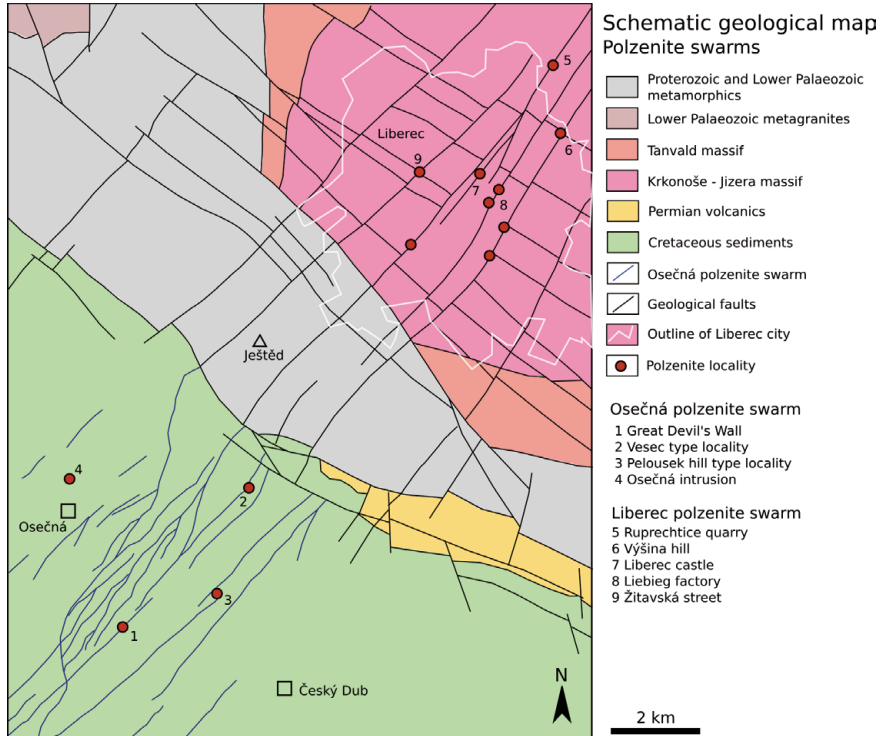 Schematic geological map
Polzenite swarms
Proterozoic and Lower Palaeozoic
metamorphics
Lower Palaeozoic metagranites
Tanvald massif
Krkonoše - Jizera massif
Permian volcanics
Cretaceous sediments
Osečná polzenite swarm
Geological faults
Outline of Liberec city
Polzenite locality
Osečná polzenite swarm
1 Great Devil's Wall
2 Vesec type locality
3 Pelousek hill type locality
4 Osečná intrusion
Liberec polzenite swarm
5 Ruprechtice quarry
6 Výšina hill
7 Liberec castle
8 Liebieg factory
9 Žitavská street
2 km
5
Liberec
6
9
7
8
Ještěd
4
2
Osečná
3
1
Český Dub
N